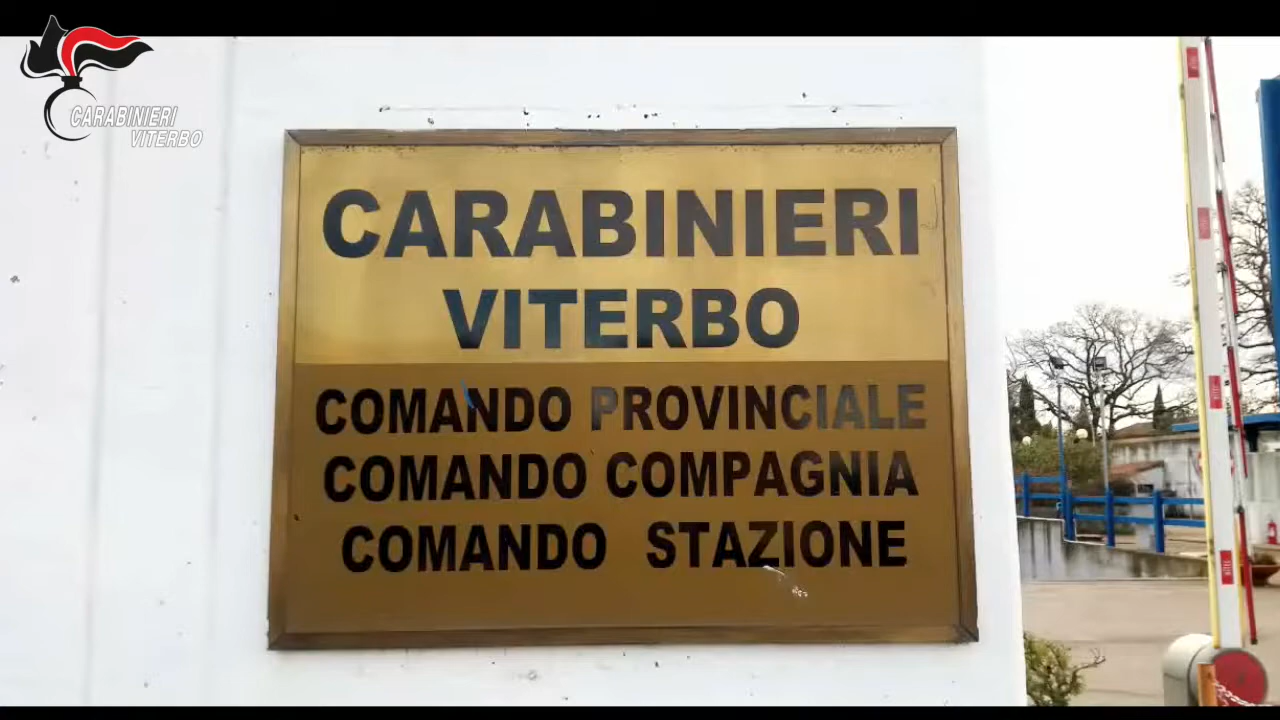 CARABINIERI
VITERBO
CARABINIERI
VITERBO
COMANDO PROVINCIALE
COMANDO COMPAGNIA
COMANDO STAZIONE